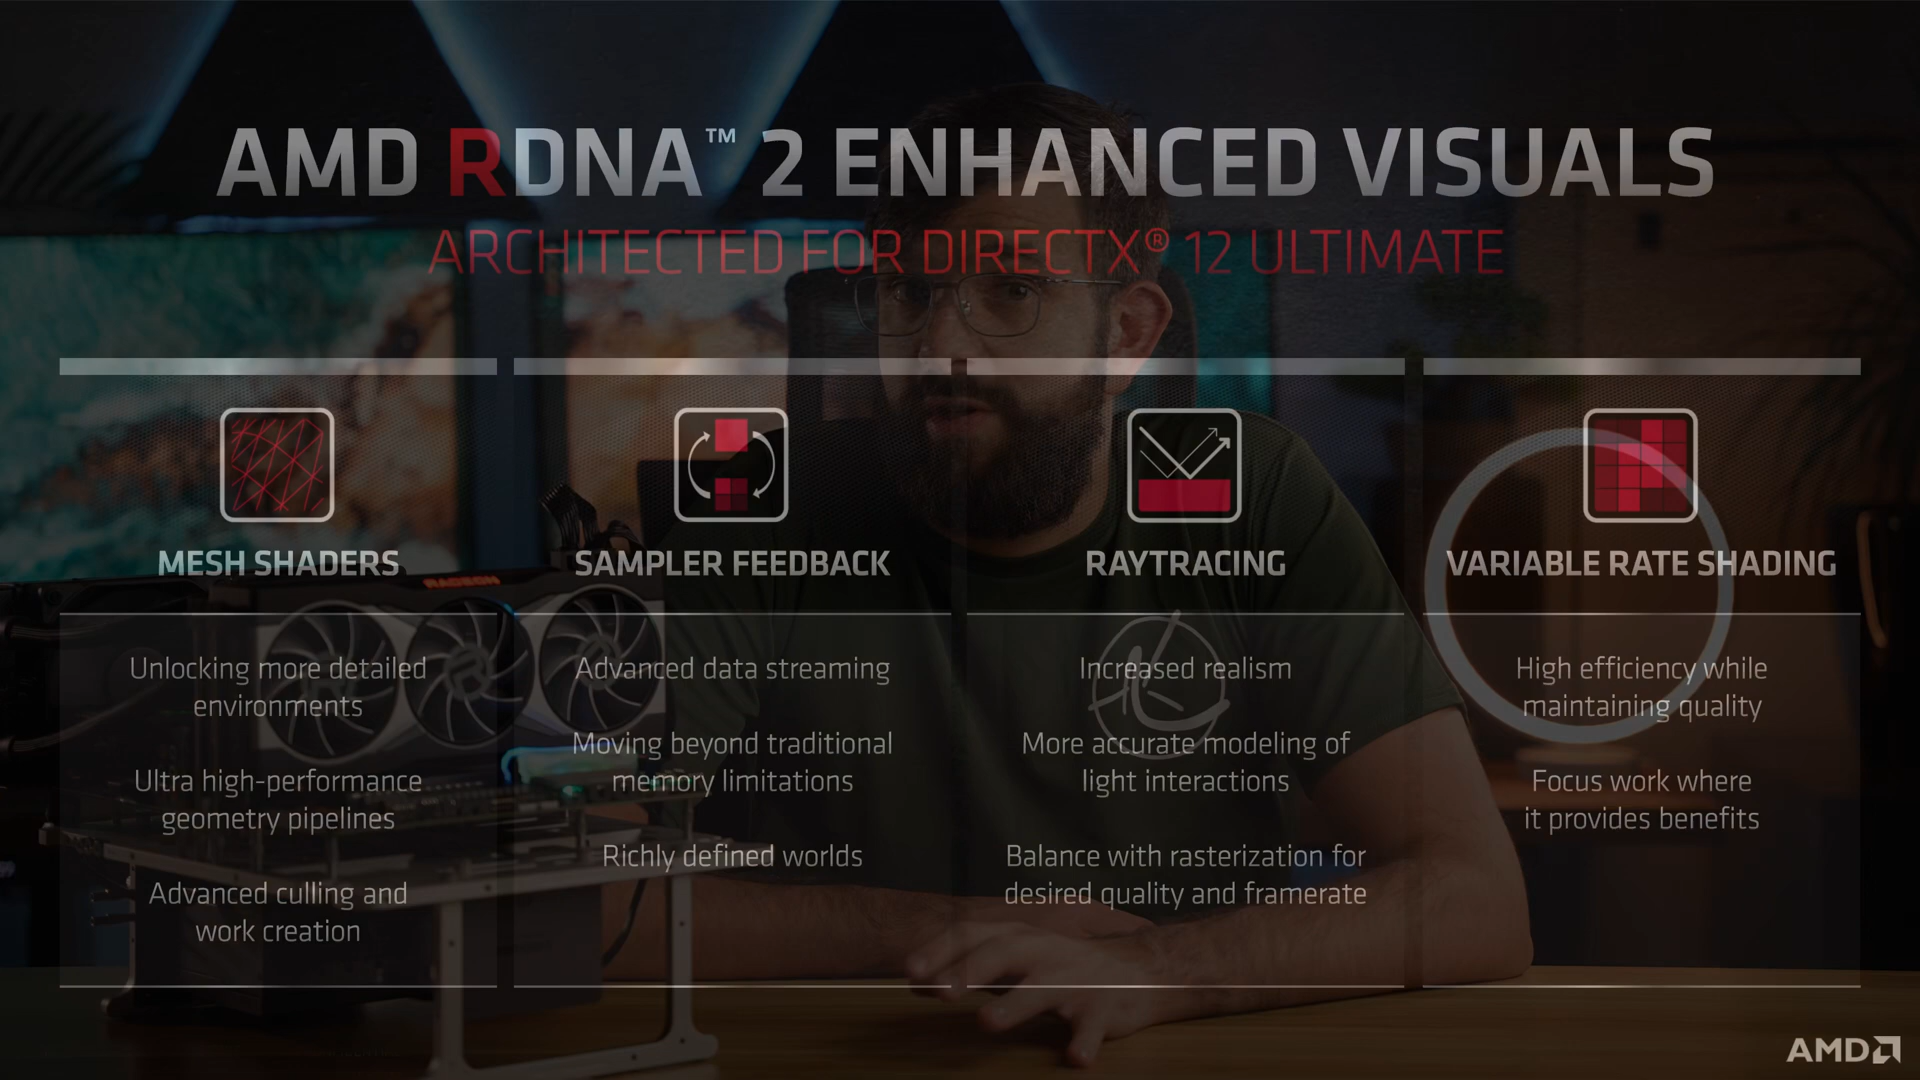 AMD RDNA™ 2 ENHANCED VISUALS
ARCHITECTED FOR DIRECTX® 12 ULTIMATE
MESH SHADERS
Unlocking more detailed
environments
Ultra high-performance
geometry pipelines
Advanced culling and
work creation
SAMPLER FEEDBACK
Advanced data streaming
Moving beyond traditional
memory limitations
Richly defined worlds
RAYTRACING
Increased realism
More accurate modeling of
light interactions
Balance with rasterization for
desired quality and framerate
VARIABLE RATE SHADING
High efficiency while
maintaining quality
Focus work where
it provides benefits
RADEON
AMD